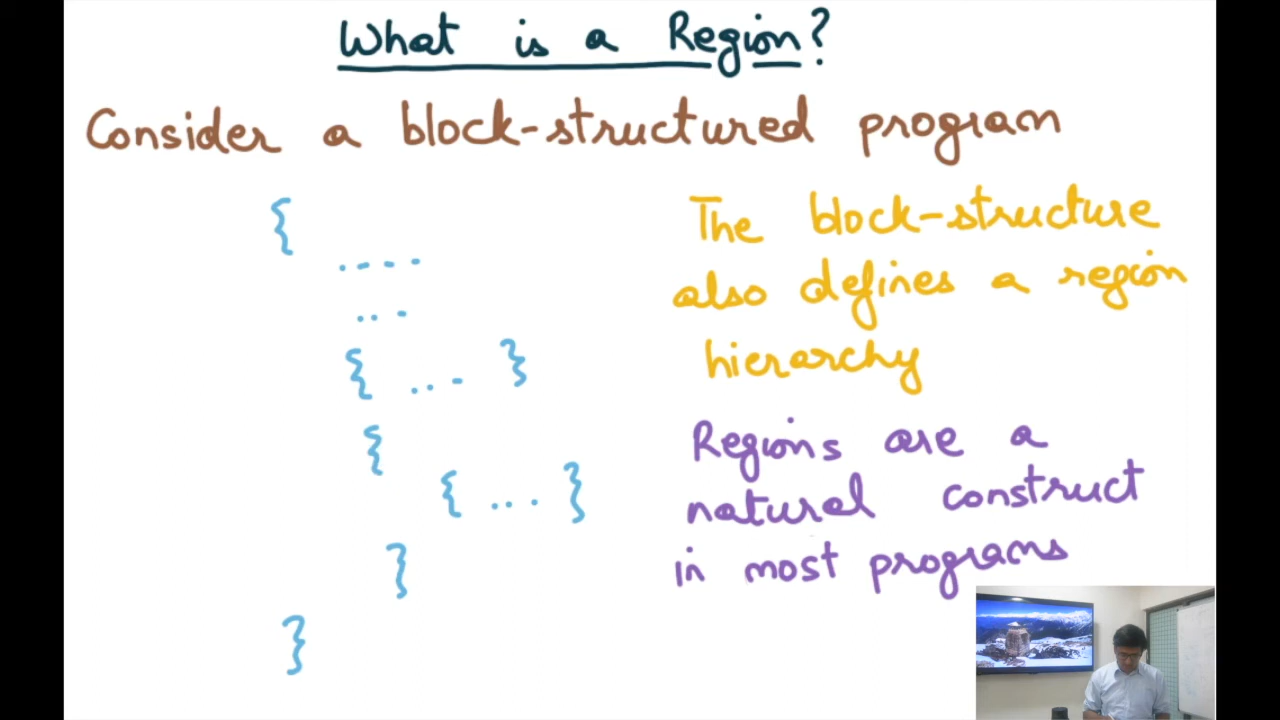 What is a Region?
Consider a block-structured program
{
....
...
{ ... }
{
{ ... }
}
}
The block-structure
also defines a region
hierarchy
Regions are a
natural construct
in most programs